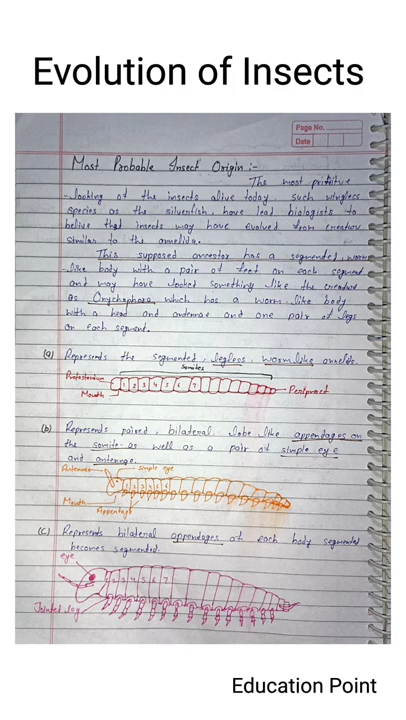 Evolution of Insects
Page No.
Date
Most Probable Insect Origin :-
The most primitive
-looking of the insects alive today, such wingless
species as the silverfish, have lead biologists to
belive that insects may have evolved from creatur
similar to the annelids.
This supposed ancestor has a segmented, worm
-like body with a pair of feet on each segment
and may have looked something like the creatur
as Onychophora, which has a worm-like body
with a head and antennae and one pair of legs
on each segment.
(a) Represents the segmented, legless, worm like annelids.
Somites
Prostomium
1 2 3 4 5 6 7
Mouth
Periproct
(b) Represents paired, bilateral, lobe like appendages on
the somite as well as a pair of simple eye
and antennae.
Antennae
Simple eye
1 2 3 4 5 6
Mouth
Appentage
(c) Represents bilateral appendages of each body segmented
becomes segmented.
eye
1 2 3 4 5 6 7
Jointed leg
Education Point